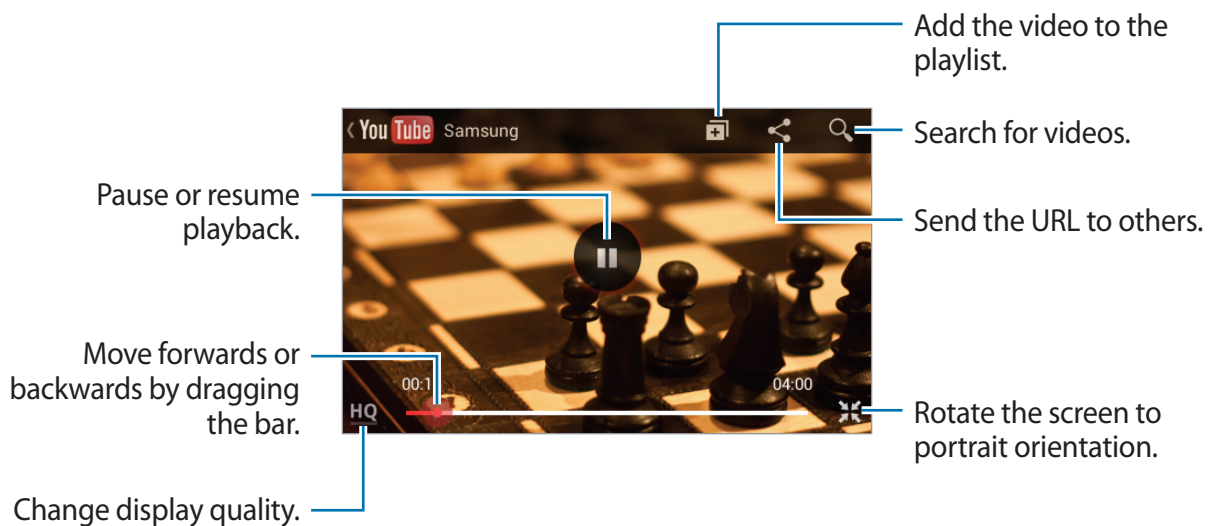 Add the video to the
playlist.
You Tube Samsung
Search for videos.
Pause or resume
playback.
Send the URL to others.
Move forwards or
backwards by dragging
the bar.
00:1
04:00
HQ
Rotate the screen to
portrait orientation.
Change display quality.